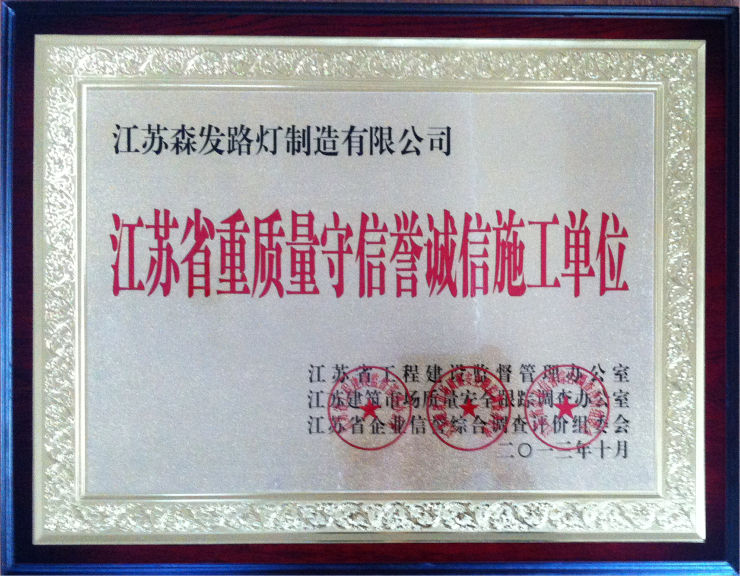 江苏森发路灯制造有限公司
江苏省重质量守信誉诚信施工单位
江苏省工程建设监督管理办公室
江苏建筑市场质量安全跟踪调查办公室
江苏省企业信誉综合调查评价组委会
二〇一二年十月